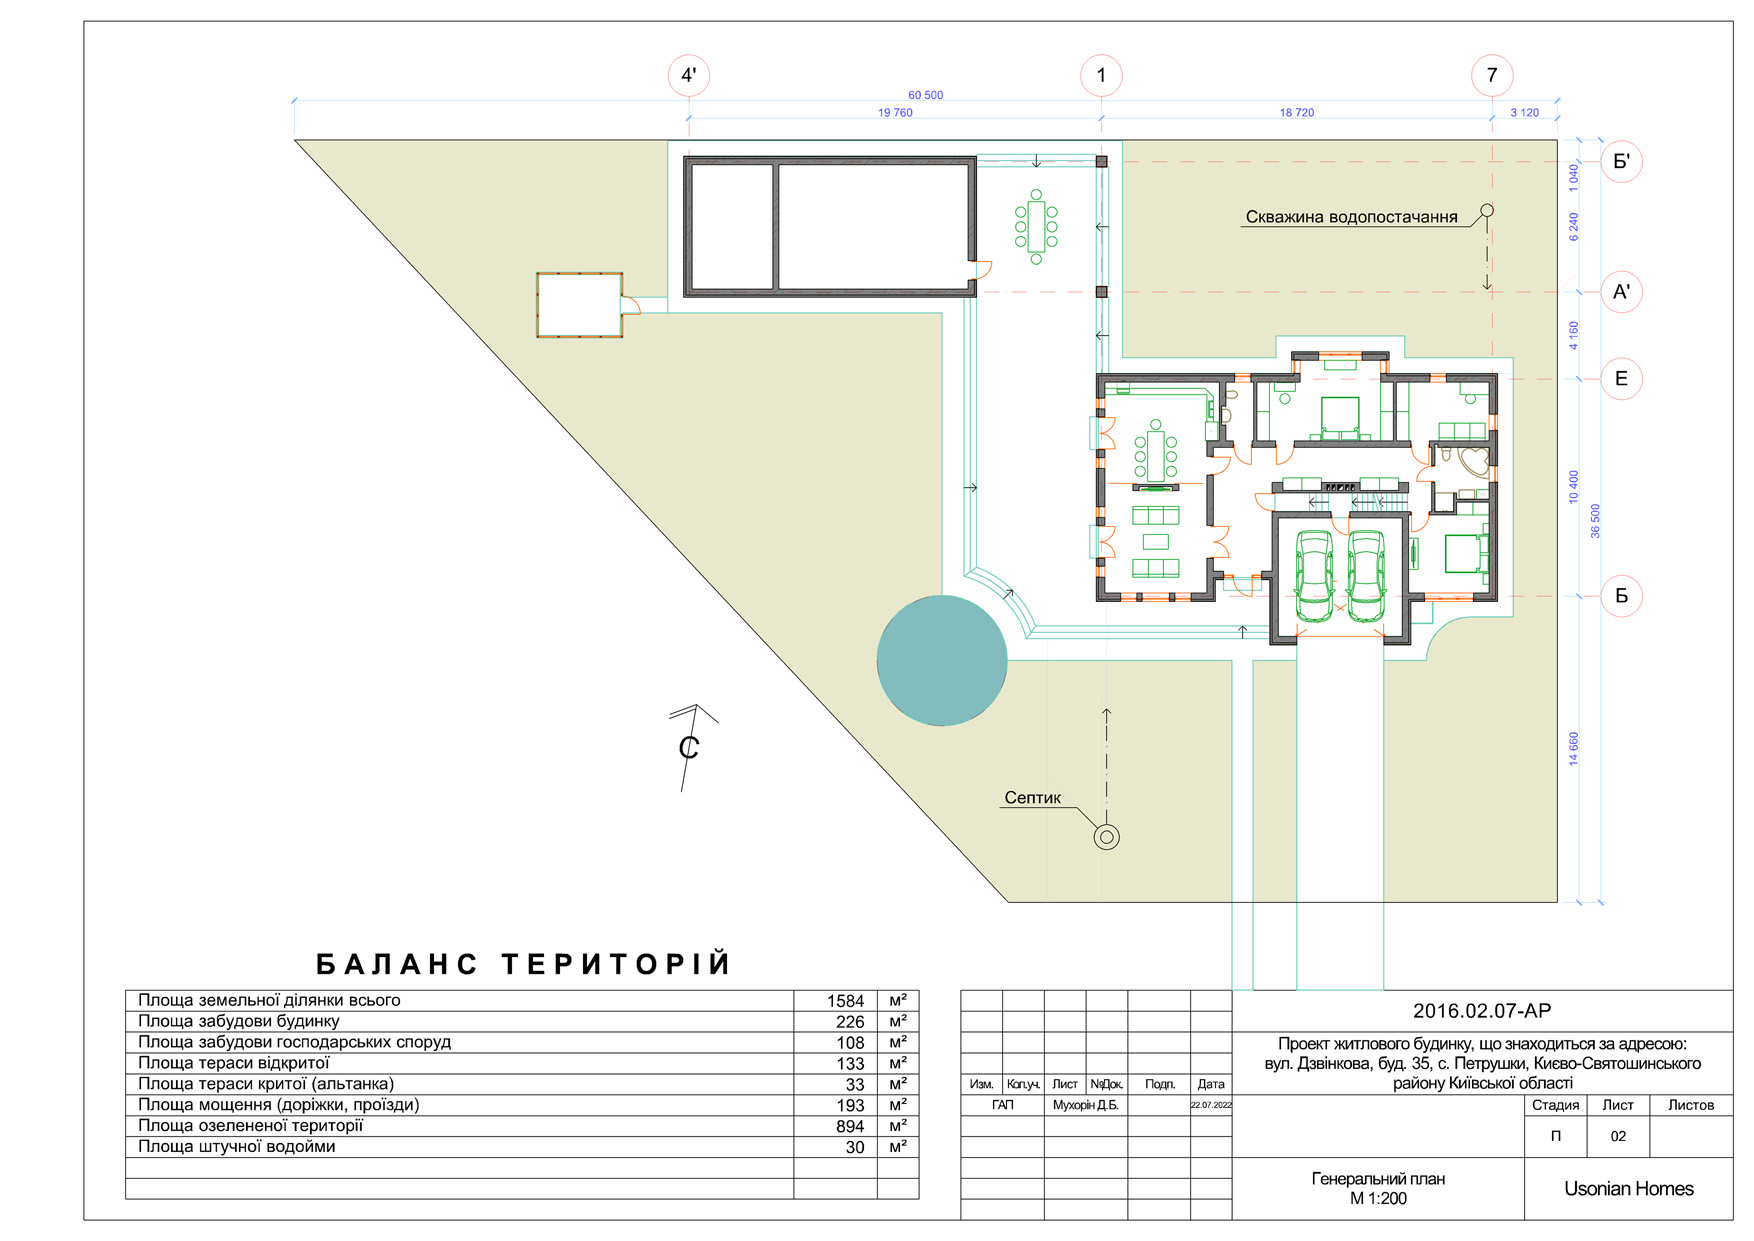 4'
1
7
60 500
19 760
18 720
3 120
Б'
1 040
Скважина водопостачання
6 240
А'
4 160
Е
10 400
36 500
Б
14 660
С
Септик
БАЛАНС ТЕРИТОРІЙ
Площа земельної ділянки всього 1584 м²
Площа забудови будинку 226 м²
Площа забудови господарських споруд 108 м²
Площа тераси відкритої 133 м²
Площа тераси критої (альтанка) 33 м²
Площа мощення (доріжки, проїзди) 193 м²
Площа озелененої території 894 м²
Площа штучної водойми 30 м²
2016.02.07-АР
Проект житлового будинку, що знаходиться за адресою:
вул. Дзвінкова, буд. 35, с. Петрушки, Києво-Святошинського
району Київської області
Изм. Кол.уч. Лист №Док. Подп. Дата
ГАП Мухорін Д.Б. 22.07.2022
Стадия Лист Листов
П 02
Генеральний план
М 1:200
Usonian Homes